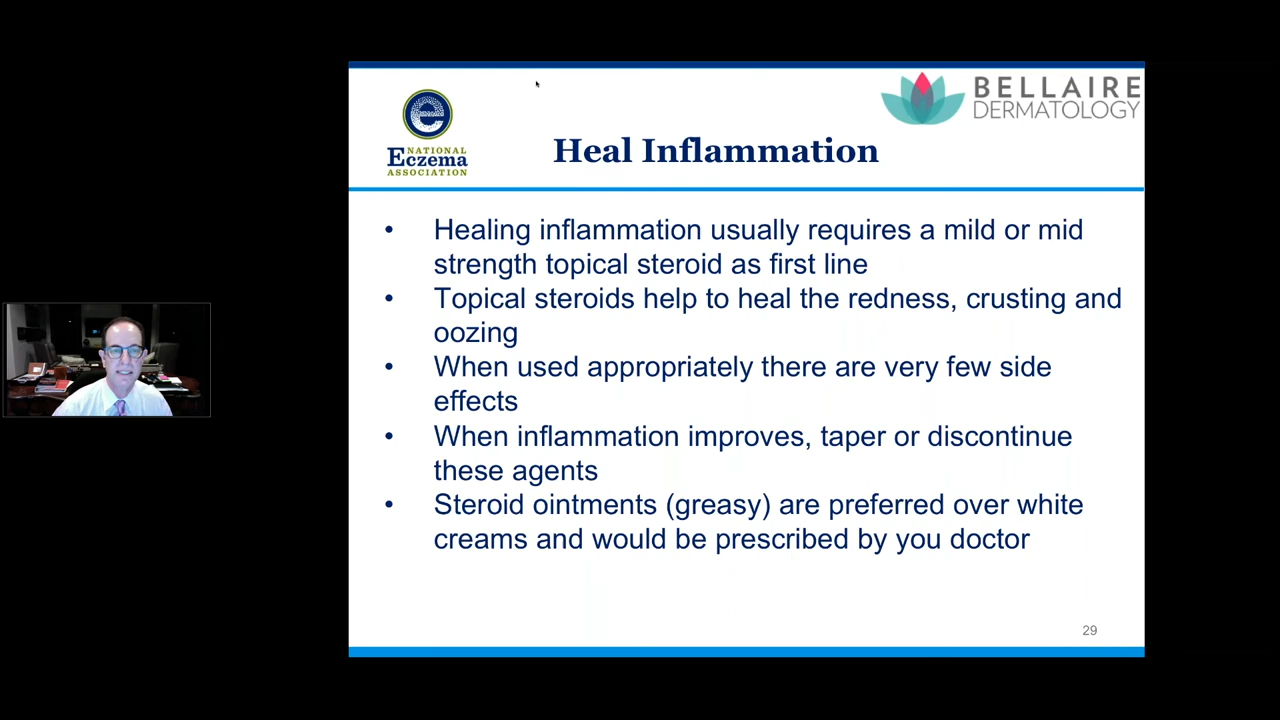 BELLAIRE
DERMATOLOGY
e
NATIONAL
Eczema
ASSOCIATION
Heal Inflammation
• Healing inflammation usually requires a mild or mid
strength topical steroid as first line
• Topical steroids help to heal the redness, crusting and
oozing
• When used appropriately there are very few side
effects
• When inflammation improves, taper or discontinue
these agents
• Steroid ointments (greasy) are preferred over white
creams and would be prescribed by you doctor
29